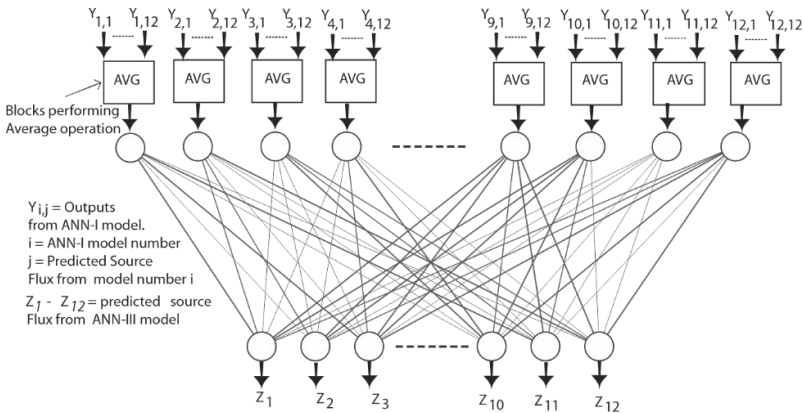 Y1,1 Y1,12 Y2,1 Y2,12 Y3,1 Y3,12 Y4,1 Y4,12 Y9,1 Y9,12 Y10,1 Y10,12 Y11,1 Y11,12 Y12,1 Y12,12
AVG AVG AVG AVG AVG AVG AVG AVG
Blocks performing
Average operation
Yi,j = Outputs
from ANN-I model.
i = ANN-I model number
j = Predicted Source
Flux from model number i
Z1 - Z12 = predicted source
Flux from ANN-III model
Z1 Z2 Z3 Z10 Z11 Z12